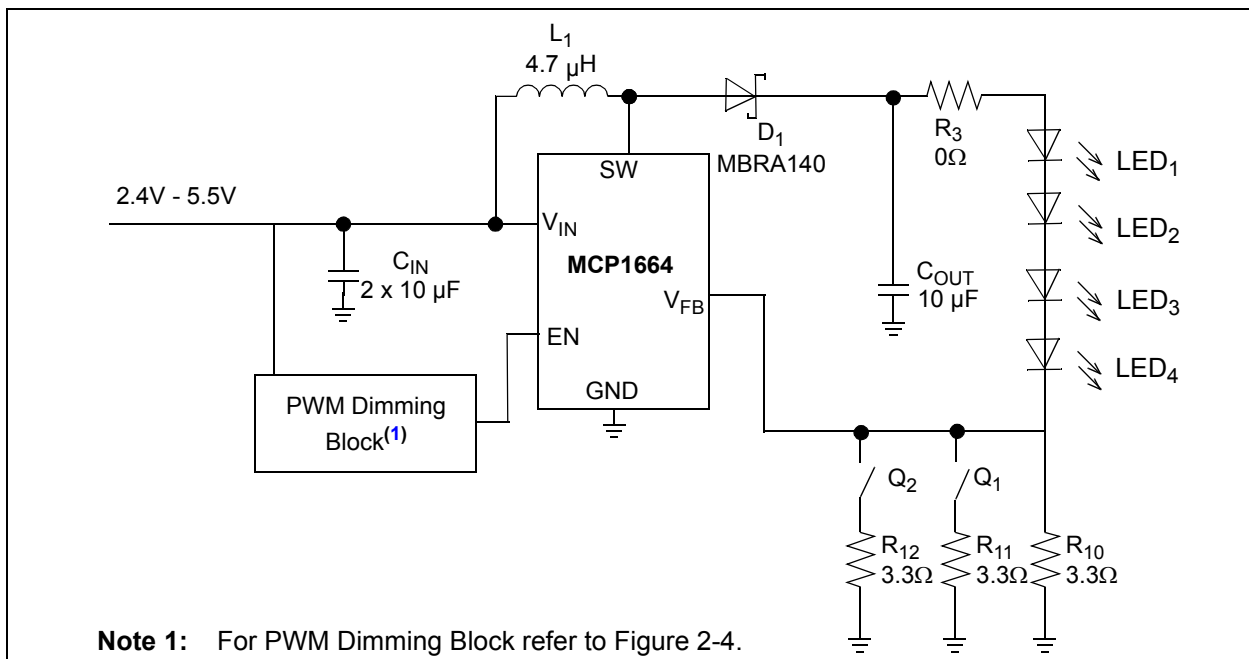 L1
4.7 µH
D1
MBRA140
R3
0Ω
LED1
LED2
LED3
LED4
2.4V - 5.5V
SW
VIN
MCP1664
VFB
EN
GND
CIN
2 x 10 µF
COUT
10 µF
PWM Dimming
Block(1)
Q2
Q1
R12
3.3Ω
R11
3.3Ω
R10
3.3Ω
Note 1: For PWM Dimming Block refer to Figure 2-4.